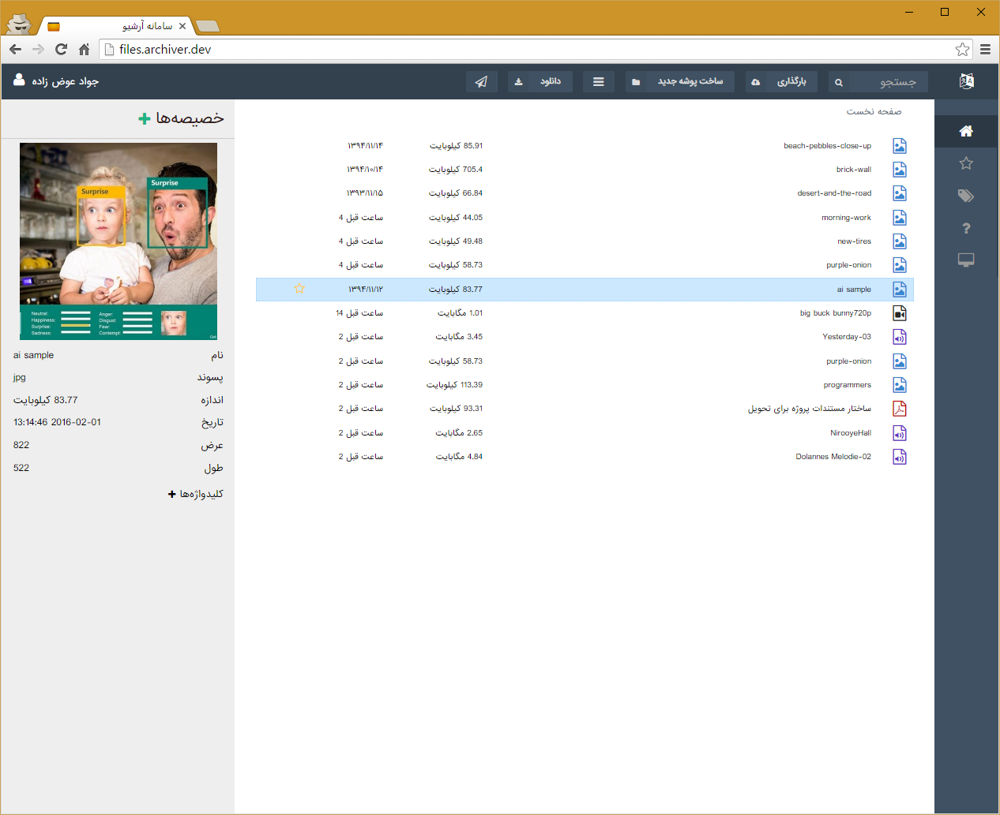 سامانه آرشیو
files.archiver.dev
جستجو
بارگذاری
ساخت پوشه جدید
دانلود
جواد عوض زاده
صفحه نخست
beach-pebbles-close-up 85.91 کیلوبایت ۱۳۹۴/۱۱/۱۴
brick-wall 705.4 کیلوبایت ۱۳۹۴/۱۰/۱۴
desert-and-the-road 66.84 کیلوبایت ۱۳۹۳/۱۱/۱۵
morning-work 44.05 کیلوبایت 4 ساعت قبل
new-tires 49.48 کیلوبایت 4 ساعت قبل
purple-onion 58.73 کیلوبایت 4 ساعت قبل
ai sample 83.77 کیلوبایت ۱۳۹۴/۱۱/۱۲
big buck bunny720p 1.01 مگابایت 14 ساعت قبل
Yesterday-03 3.45 مگابایت 2 ساعت قبل
purple-onion 58.73 کیلوبایت 2 ساعت قبل
programmers 113.39 کیلوبایت 2 ساعت قبل
ساختار مستندات پروژه برای تحویل 93.31 کیلوبایت 2 ساعت قبل
NirooyeHall 2.65 مگابایت 2 ساعت قبل
Dolannes Melodie-02 4.84 مگابایت 2 ساعت قبل
خصیصه‌ها
Surprise
Surprise
Neutral:
Happiness:
Surprise:
Sadness:
Anger:
Disgust:
Fear:
Contempt:
نام ai sample
پسوند jpg
اندازه 83.77 کیلوبایت
تاریخ 2016-02-01 13:14:46
عرض 822
طول 522
کلیدواژه‌ها